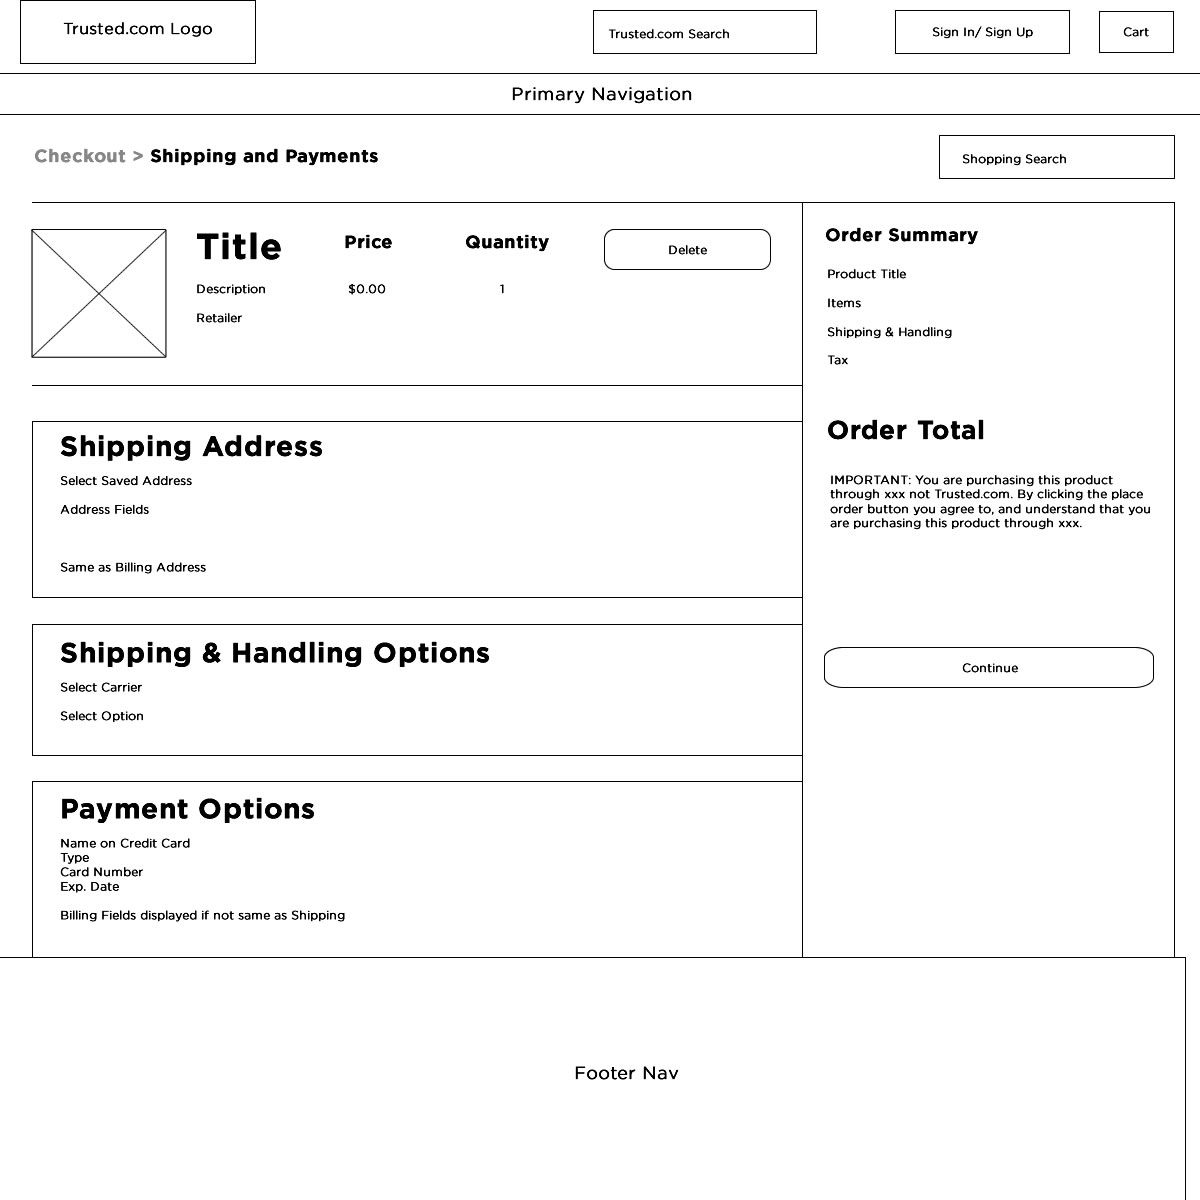 Trusted.com Logo
Trusted.com Search
Sign In/ Sign Up
Cart
Primary Navigation
Checkout > Shipping and Payments
Shopping Search
Title
Price
Quantity
Delete
Description
$0.00
1
Retailer
Order Summary
Product Title
Items
Shipping & Handling
Tax
Order Total
IMPORTANT: You are purchasing this product
through xxx not Trusted.com. By clicking the place
order button you agree to, and understand that you
are purchasing this product through xxx.
Continue
Shipping Address
Select Saved Address
Address Fields
Same as Billing Address
Shipping & Handling Options
Select Carrier
Select Option
Payment Options
Name on Credit Card
Type
Card Number
Exp. Date
Billing Fields displayed if not same as Shipping
Footer Nav